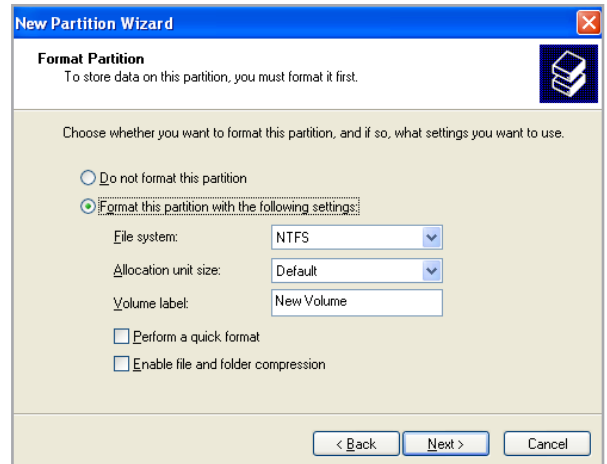 New Partition Wizard
Format Partition
To store data on this partition, you must format it first.
Choose whether you want to format this partition, and if so, what settings you want to use.
Do not format this partition
Format this partition with the following settings:
File system: NTFS
Allocation unit size: Default
Volume label: New Volume
Perform a quick format
Enable file and folder compression
< Back Next > Cancel